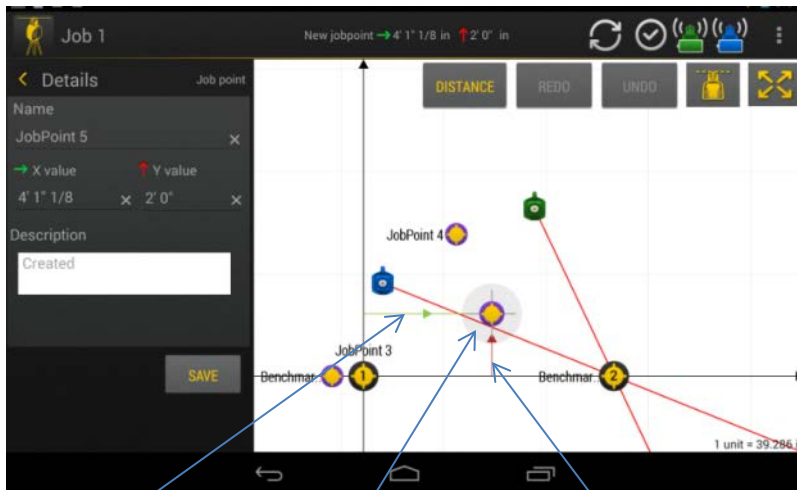 Job 1
New jobpoint 4' 1" 1/8 in 2' 0" in
Details
Job point
DISTANCE
REDO
UNDO
Name
JobPoint 5
X value
Y value
4' 1" 1/8
2' 0"
Description
Created
SAVE
JobPoint 4
JobPoint 3
Benchmar..
1
Benchmar..
2
1 unit = 39.286 i